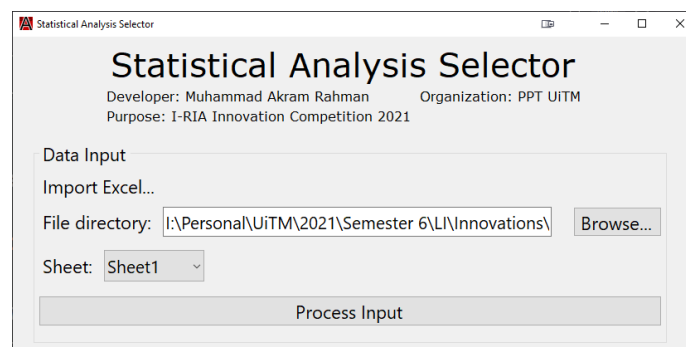 Statistical Analysis Selector
Statistical Analysis Selector
Developer: Muhammad Akram Rahman Organization: PPT UiTM
Purpose: I-RIA Innovation Competition 2021
Data Input
Import Excel...
File directory: I:\Personal\UiTM\2021\Semester 6\LI\Innovations\ Browse...
Sheet: Sheet1
Process Input